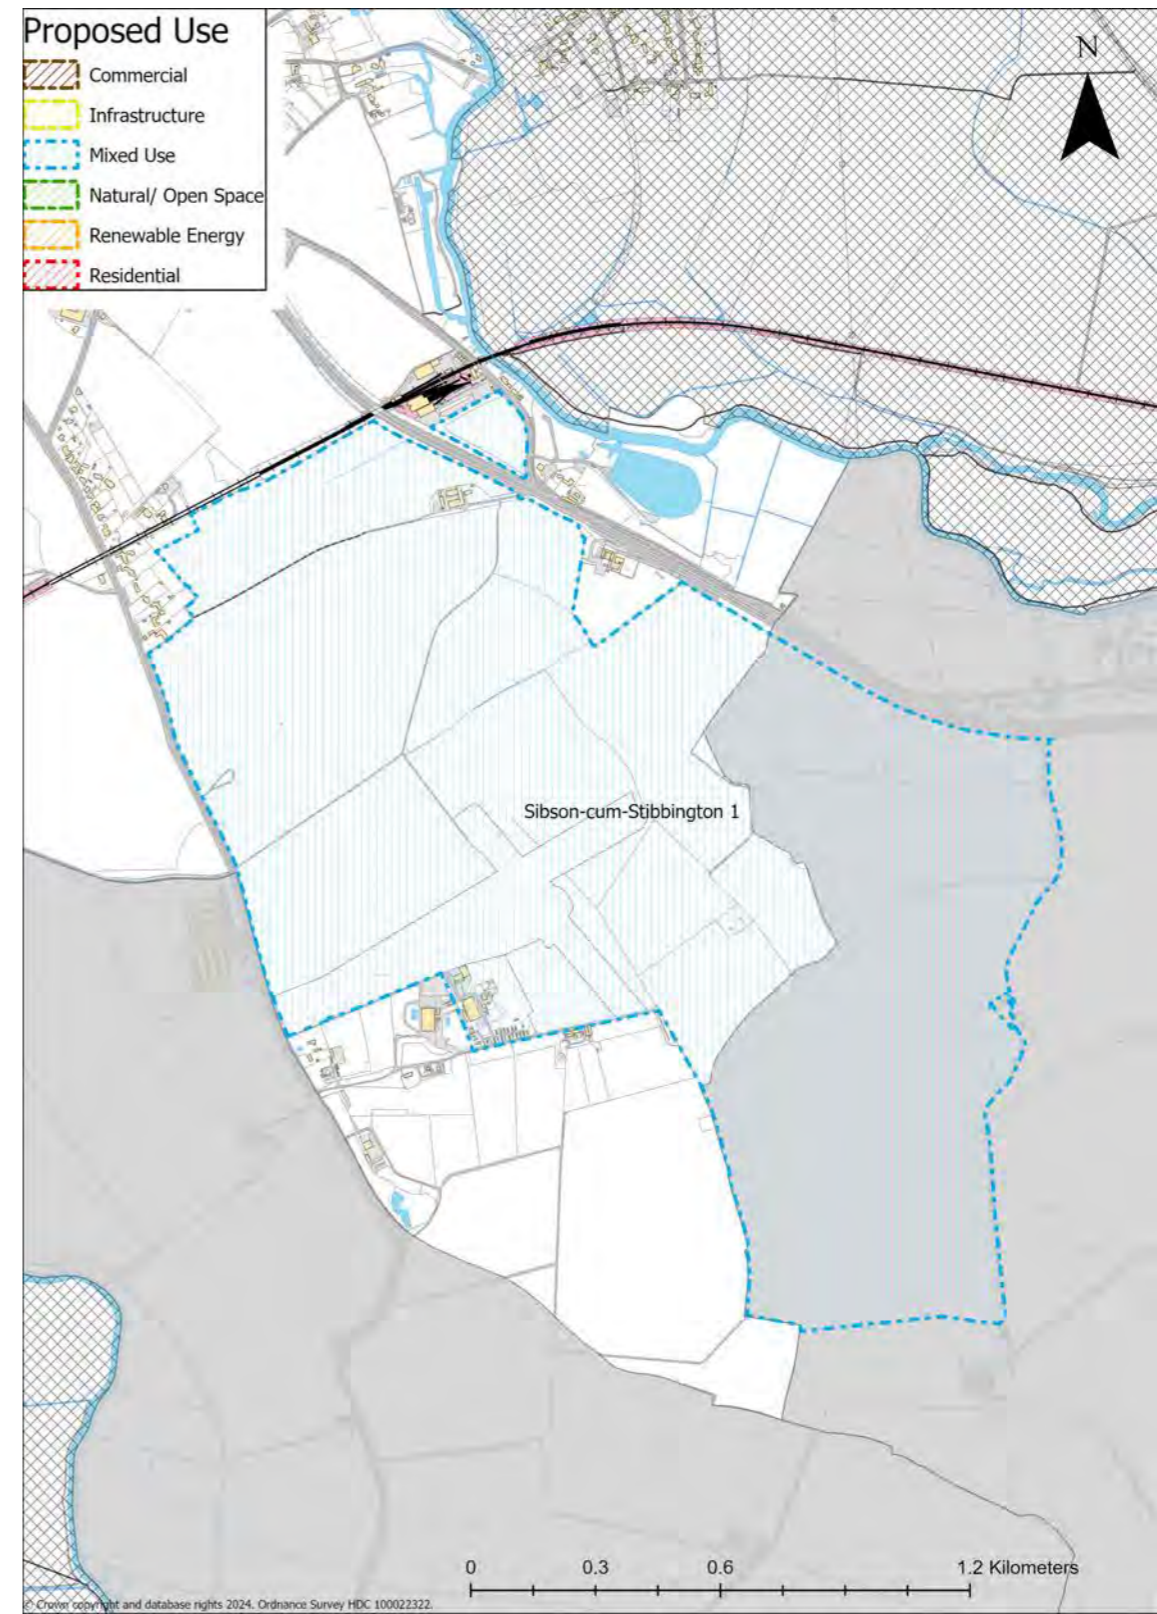 Proposed Use
Commercial
Infrastructure
Mixed Use
Natural/ Open Space
Renewable Energy
Residential
N
Sibson-cum-Stibbington 1
0 0.3 0.6 1.2 Kilometers
© Crown copyright and database rights 2024. Ordnance Survey HDC 100022322.